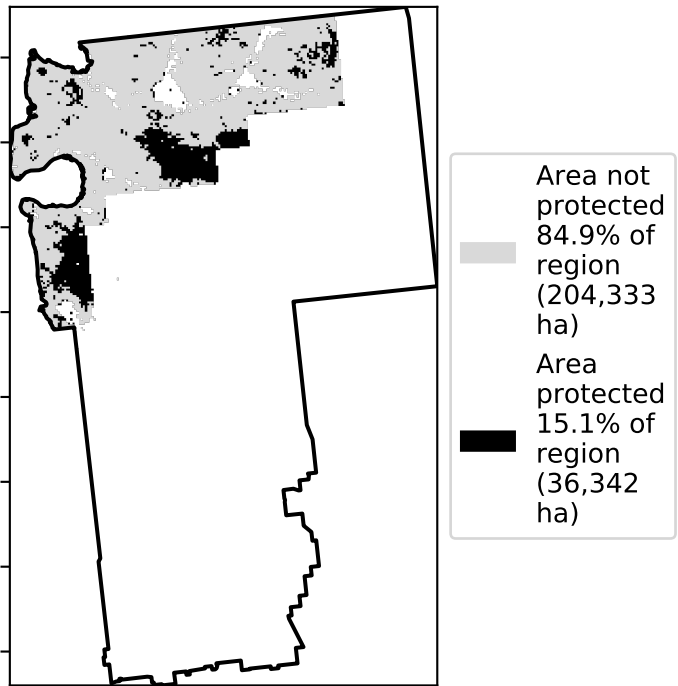 Area not
protected
84.9% of
region
(204,333
ha)
Area
protected
15.1% of
region
(36,342
ha)